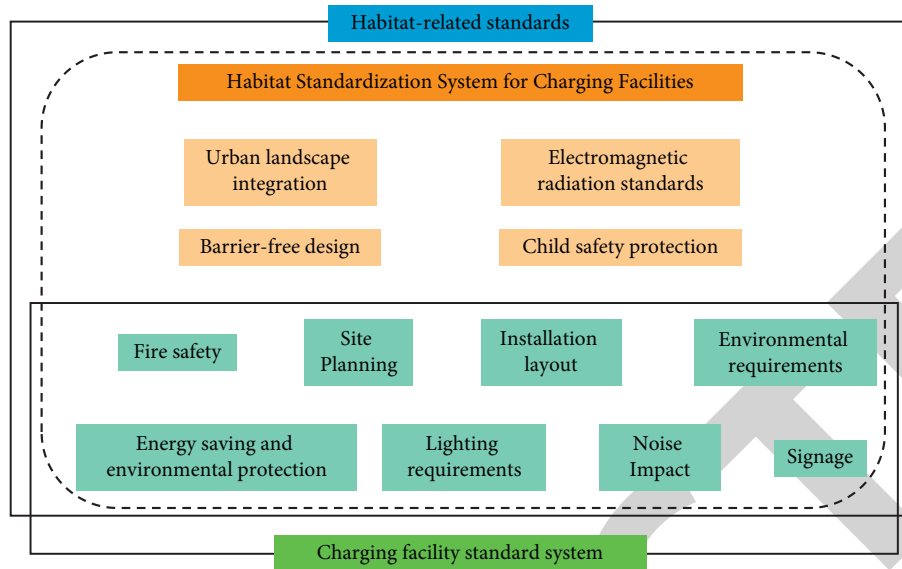 Habitat-related standards
Habitat Standardization System for Charging Facilities
Urban landscape
integration
Electromagnetic
radiation standards
Barrier-free design
Child safety protection
Fire safety
Site
Planning
Installation
layout
Environmental
requirements
Energy saving and
environmental protection
Lighting
requirements
Noise
Impact
Signage
Charging facility standard system